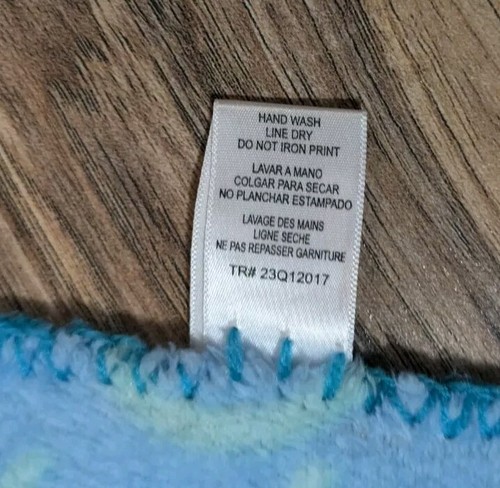 HAND WASH
LINE DRY
DO NOT IRON PRINT
LAVAR A MANO
COLGAR PARA SECAR
NO PLANCHAR ESTAMPADO
LAVAGE DES MAINS
LIGNE SECHE
NE PAS REPASSER GARNITURE
TR# 23Q12017